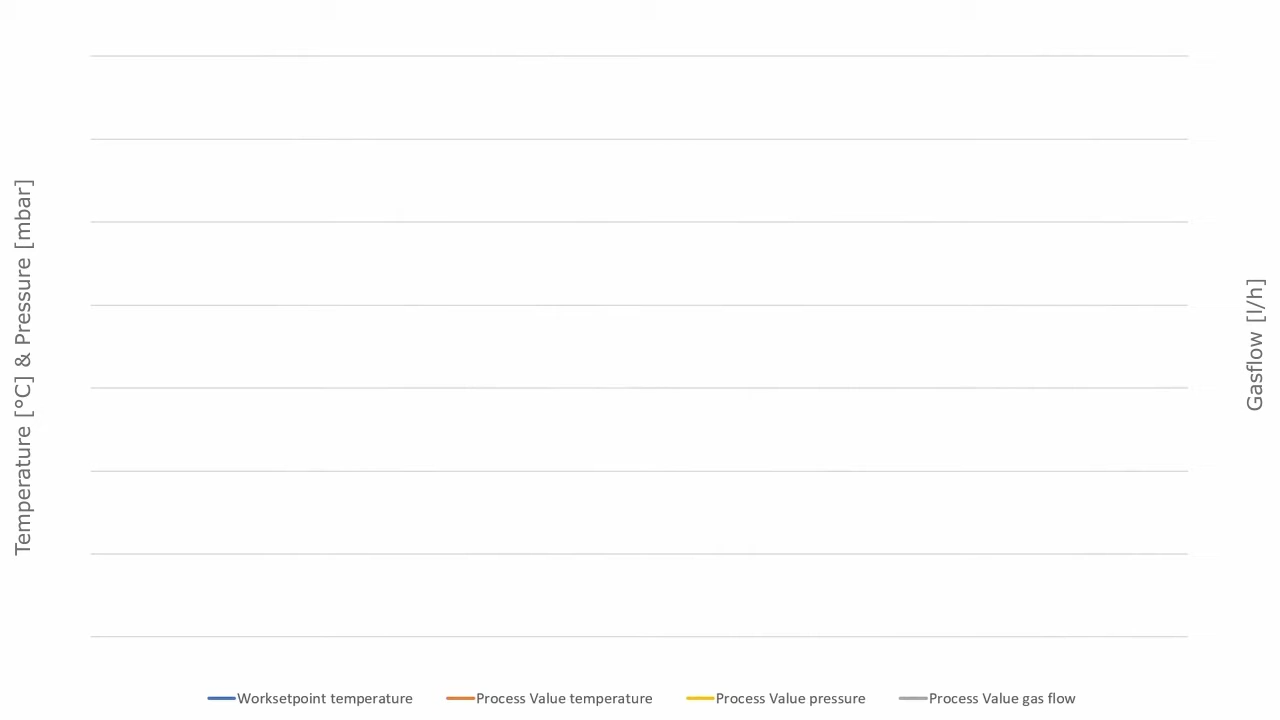 Temperature [°C] & Pressure [mbar]
Gasflow [l/h]
Worksetpoint temperature
Process Value temperature
Process Value pressure
Process Value gas flow